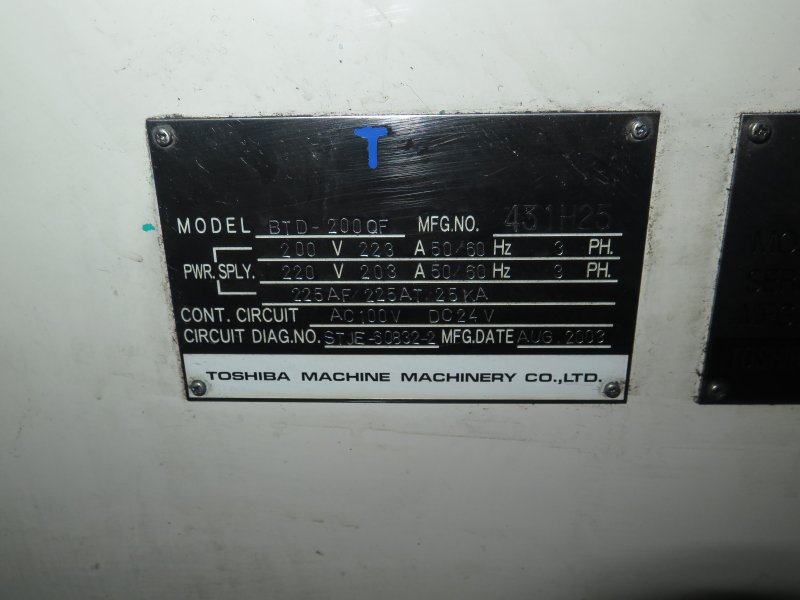 T
MODEL BTD-200QF MFG.NO. 431H25
200 V 223 A 50/60 Hz 3 PH.
PWR.SPLY. 220 V 203 A 50/60 Hz 3 PH.
225AF/225AT 25KA
CONT. CIRCUIT AC100V DC24V
CIRCUIT DIAG.NO. STJE-60832-2 MFG.DATE AUG. 2003
TOSHIBA MACHINE MACHINERY CO.,LTD.